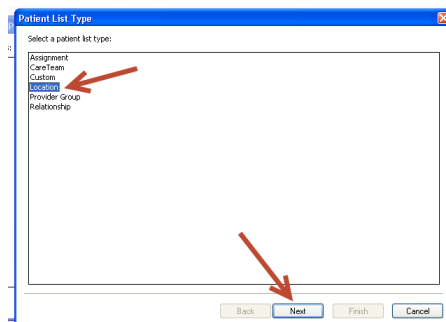 Patient List Type
Select a patient list type:
Assignment
CareTeam
Custom
Location
Provider Group
Relationship
Back Next Finish Cancel